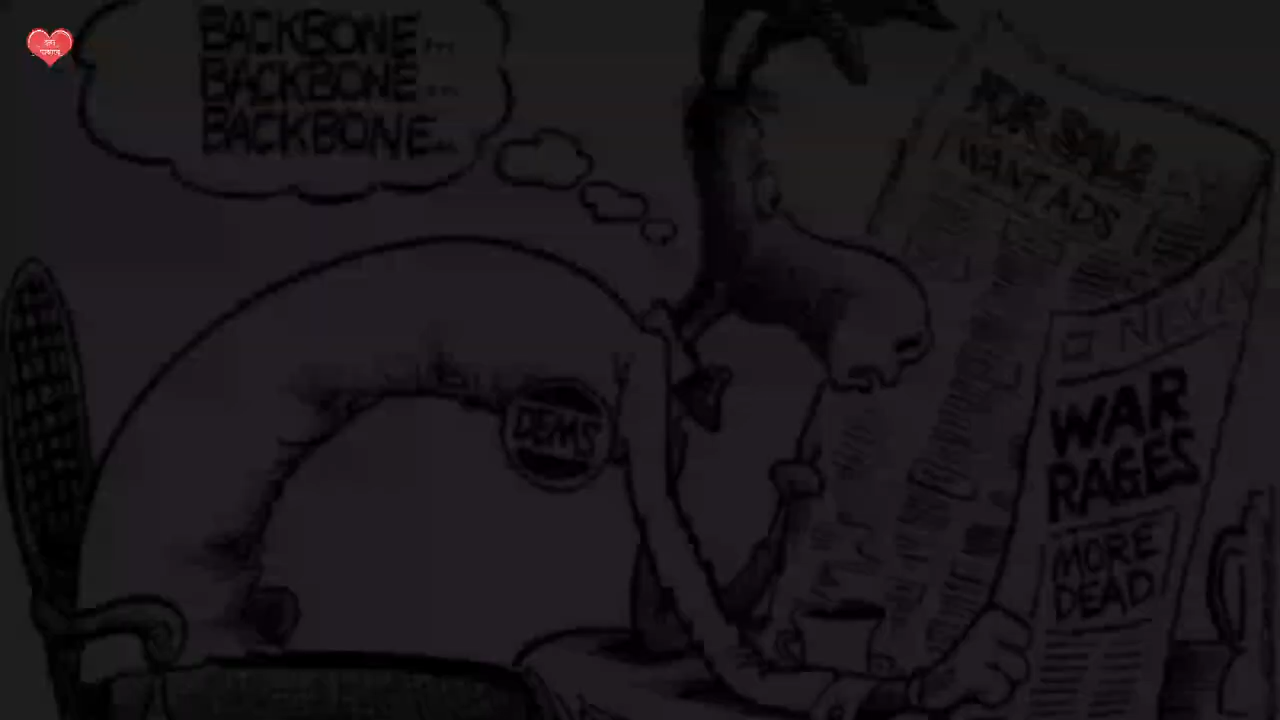 BACKBONE...
BACKBONE...
BACKBONE...
FOR SALE
WANT ADS
NEWS
WAR
RAGES
MORE
DEAD
DEMS